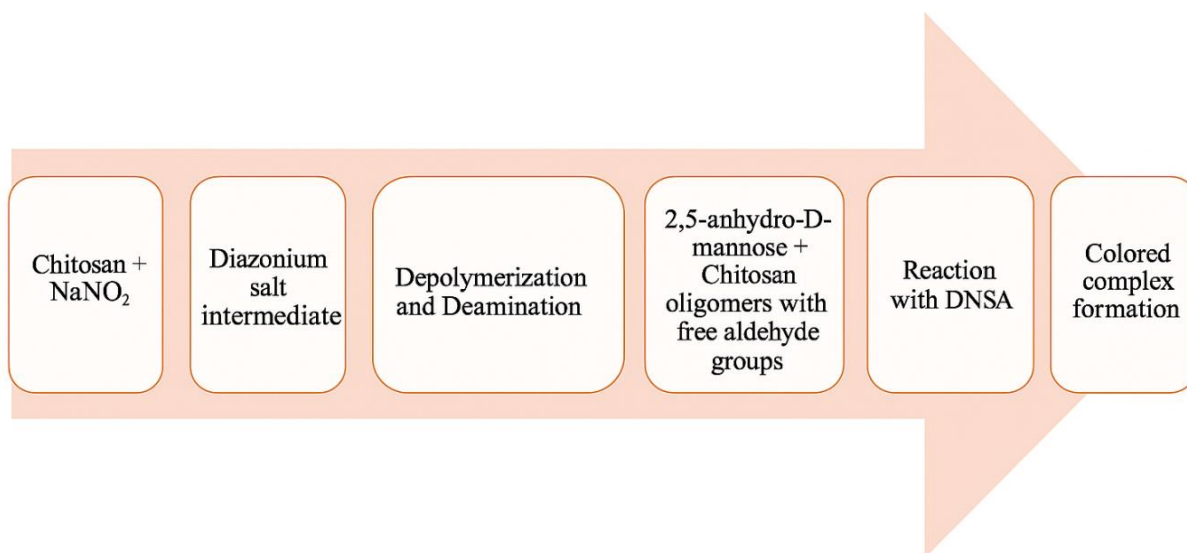 Chitosan +
NaNO₂
Diazonium
salt
intermediate
Depolymerization
and Deamination
2,5-anhydro-D-
mannose +
Chitosan
oligomers with
free aldehyde
groups
Reaction
with DNSA
Colored
complex
formation